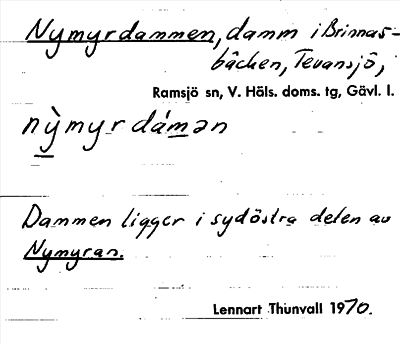 Nymyrdammen, damm i Brinnas-
bäcken, Tevansjö,
Ramsjö sn, V. Häls. doms. tg, Gävl. l.
nỳmyrdámən
Dammen ligger i sydöstra delen av
Nymyran.
Lennart Thunvall 1970.